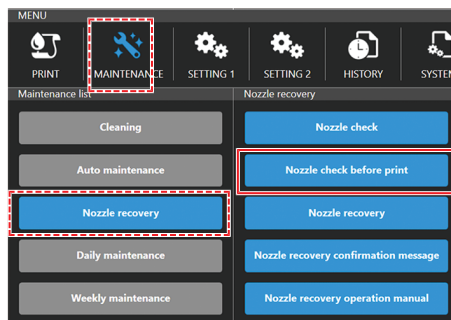 MENU
PRINT
MAINTENANCE
SETTING 1
SETTING 2
HISTORY
Maintenance list
Nozzle recovery
Cleaning
Nozzle check
Auto maintenance
Nozzle check before print
Nozzle recovery
Nozzle recovery
Daily maintenance
Nozzle recovery confirmation message
Weekly maintenance
Nozzle recovery operation manual